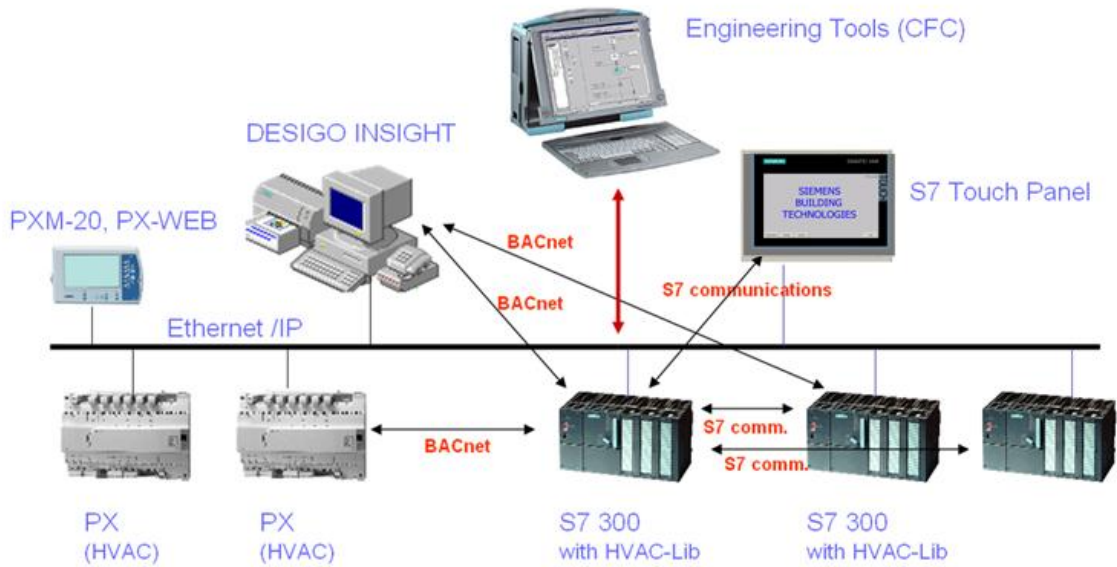 Engineering Tools (CFC)
DESIGO INSIGHT
SIEMENS
SIEMENS
BUILDING
TECHNOLOGIES
TOUCH
S7 Touch Panel
PXM-20, PX-WEB
BACnet
BACnet
S7 communications
Ethernet /IP
BACnet
S7 comm.
S7 comm.
PX
(HVAC)
PX
(HVAC)
S7 300
with HVAC-Lib
S7 300
with HVAC-Lib